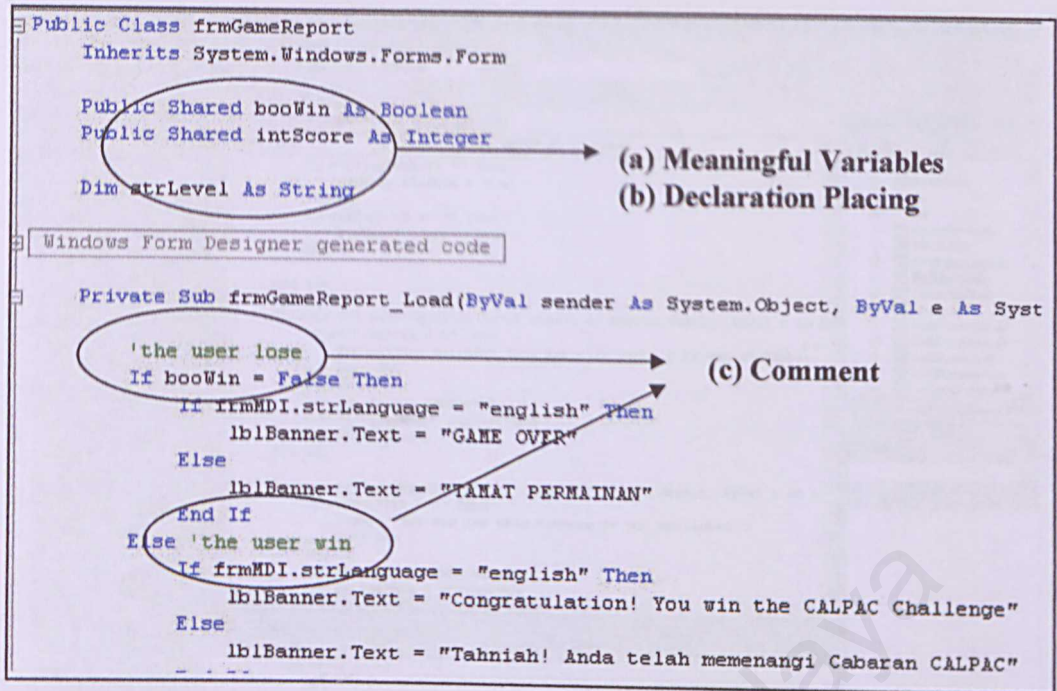 Public Class frmGameReport
Inherits System.Windows.Forms.Form
Public Shared booWin As Boolean
Public Shared intScore As Integer
(a) Meaningful Variables
Dim strLevel As String
(b) Declaration Placing
Windows Form Designer generated code
Private Sub frmGameReport_Load(ByVal sender As System.Object, ByVal e As Syst
'the user lose
(c) Comment
If booWin = False Then
If frmMDI.strLanguage = "english" Then
lblBanner.Text = "GAME OVER"
Else
lblBanner.Text = "TAMAT PERMAINAN"
End If
Else 'the user win
If frmMDI.strLanguage = "english" Then
lblBanner.Text = "Congratulation! You win the CALPAC Challenge"
Else
lblBanner.Text = "Tahniah! Anda telah memenangi Cabaran CALPAC"